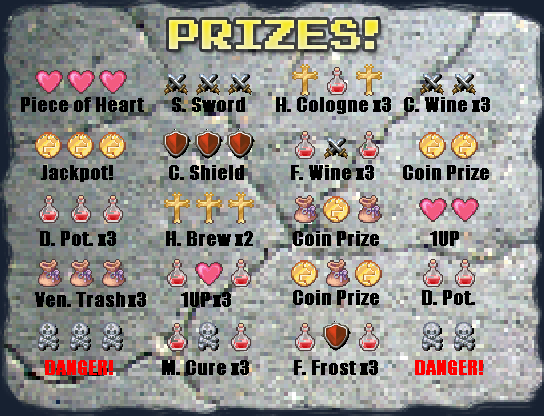 PRIZES!
Piece of Heart S. Sword H. Cologne x3 C. Wine x3
Jackpot! C. Shield F. Wine x3 Coin Prize
D. Pot. x3 H. Brew x2 Coin Prize 1UP
Ven. Trash x3 1UP x3 Coin Prize D. Pot.
DANGER! M. Cure x3 F. Frost x3 DANGER!